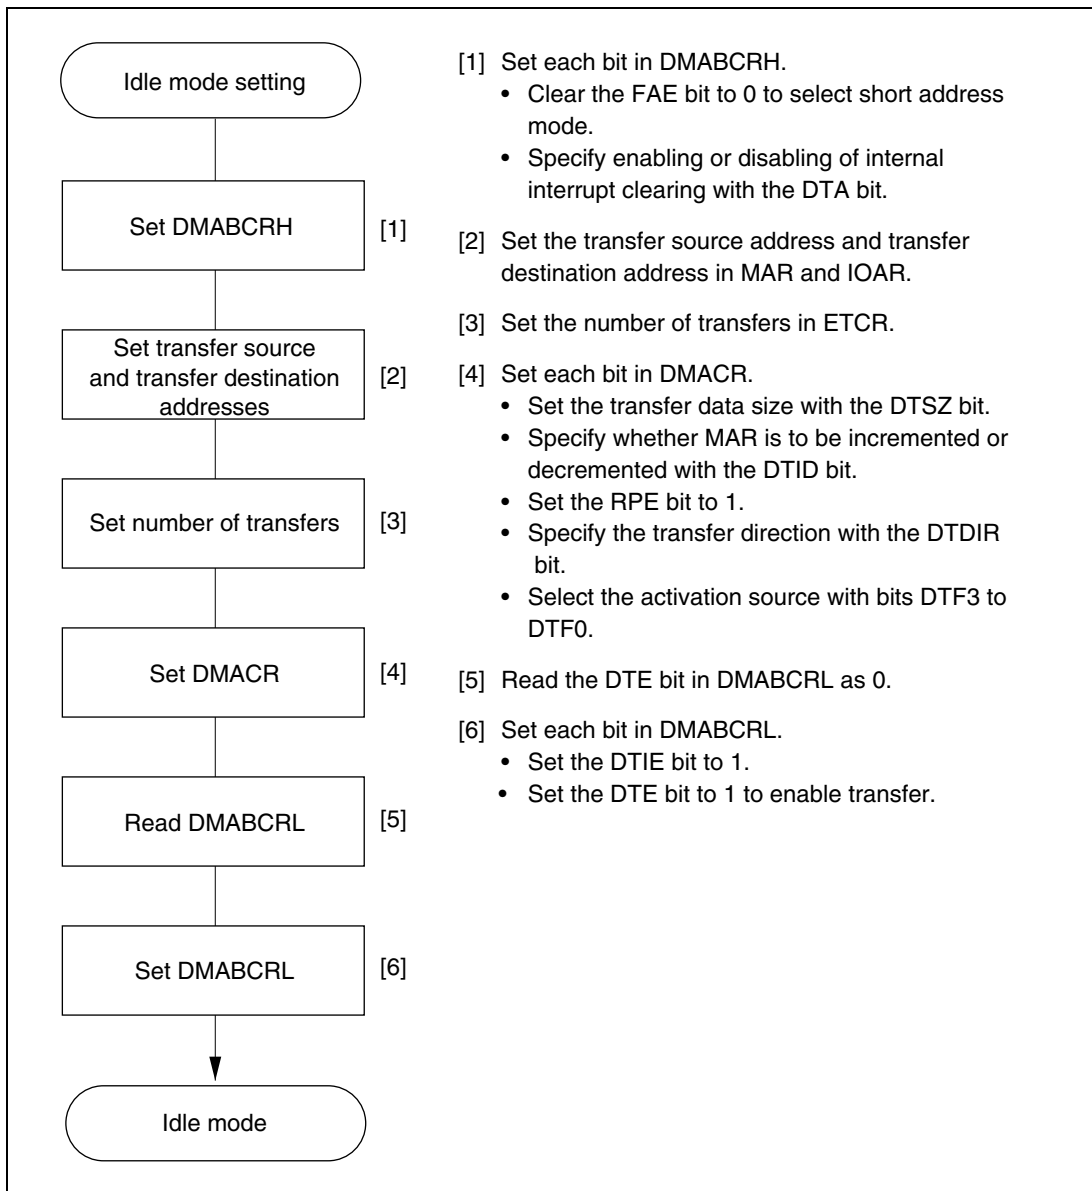 Idle mode setting
Set DMABCRH
[1]
Set transfer source
and transfer destination
addresses
[2]
Set number of transfers
[3]
Set DMACR
[4]
Read DMABCRL
[5]
Set DMABCRL
[6]
Idle mode
[1] Set each bit in DMABCRH.
• Clear the FAE bit to 0 to select short address
mode.
• Specify enabling or disabling of internal
interrupt clearing with the DTA bit.
[2] Set the transfer source address and transfer
destination address in MAR and IOAR.
[3] Set the number of transfers in ETCR.
[4] Set each bit in DMACR.
• Set the transfer data size with the DTSZ bit.
• Specify whether MAR is to be incremented or
decremented with the DTID bit.
• Set the RPE bit to 1.
• Specify the transfer direction with the DTDIR
bit.
• Select the activation source with bits DTF3 to
DTF0.
[5] Read the DTE bit in DMABCRL as 0.
[6] Set each bit in DMABCRL.
• Set the DTIE bit to 1.
• Set the DTE bit to 1 to enable transfer.